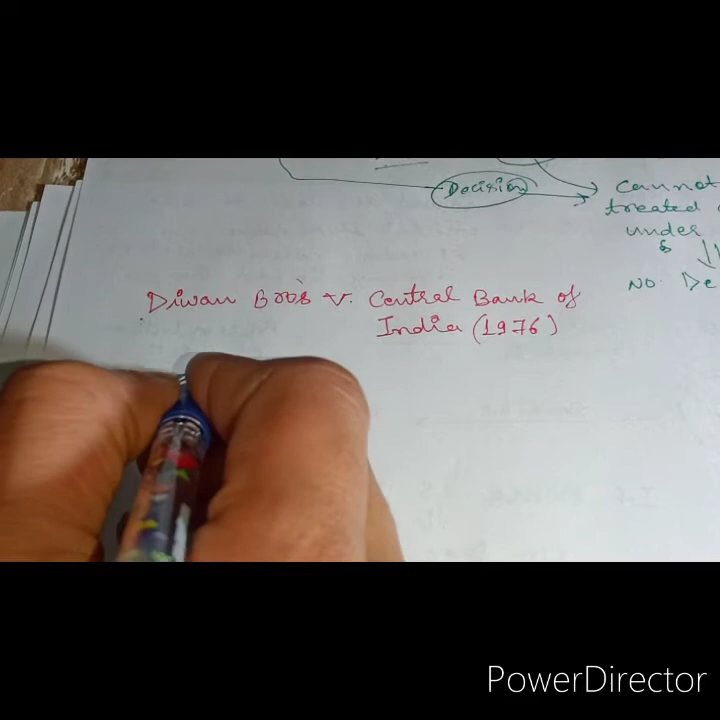 Decision
cannot
treated
under
No. De
Diwan Bros v. Central Bank of
India (1976)
PowerDirector